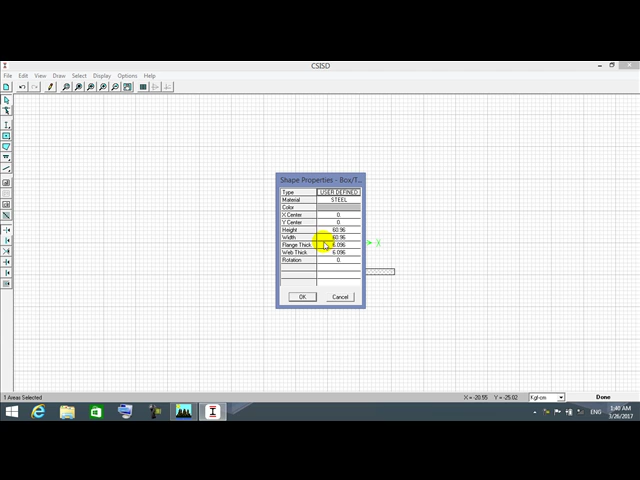 CSISD
File Edit View Draw Select Display Options Help
Shape Properties - Box/T...
Type USER DEFINED
Material STEEL
Color
X Center 0.
Y Center 0.
Height 60.96
Width 60.96
Flange Thick 6.096
Web Thick 6.096
Rotation 0.
X
OK Cancel
1 Areas Selected X = -20.55 Y = -25.02 Kgf-cm Done
ENG 1:40 AM
3/26/2017